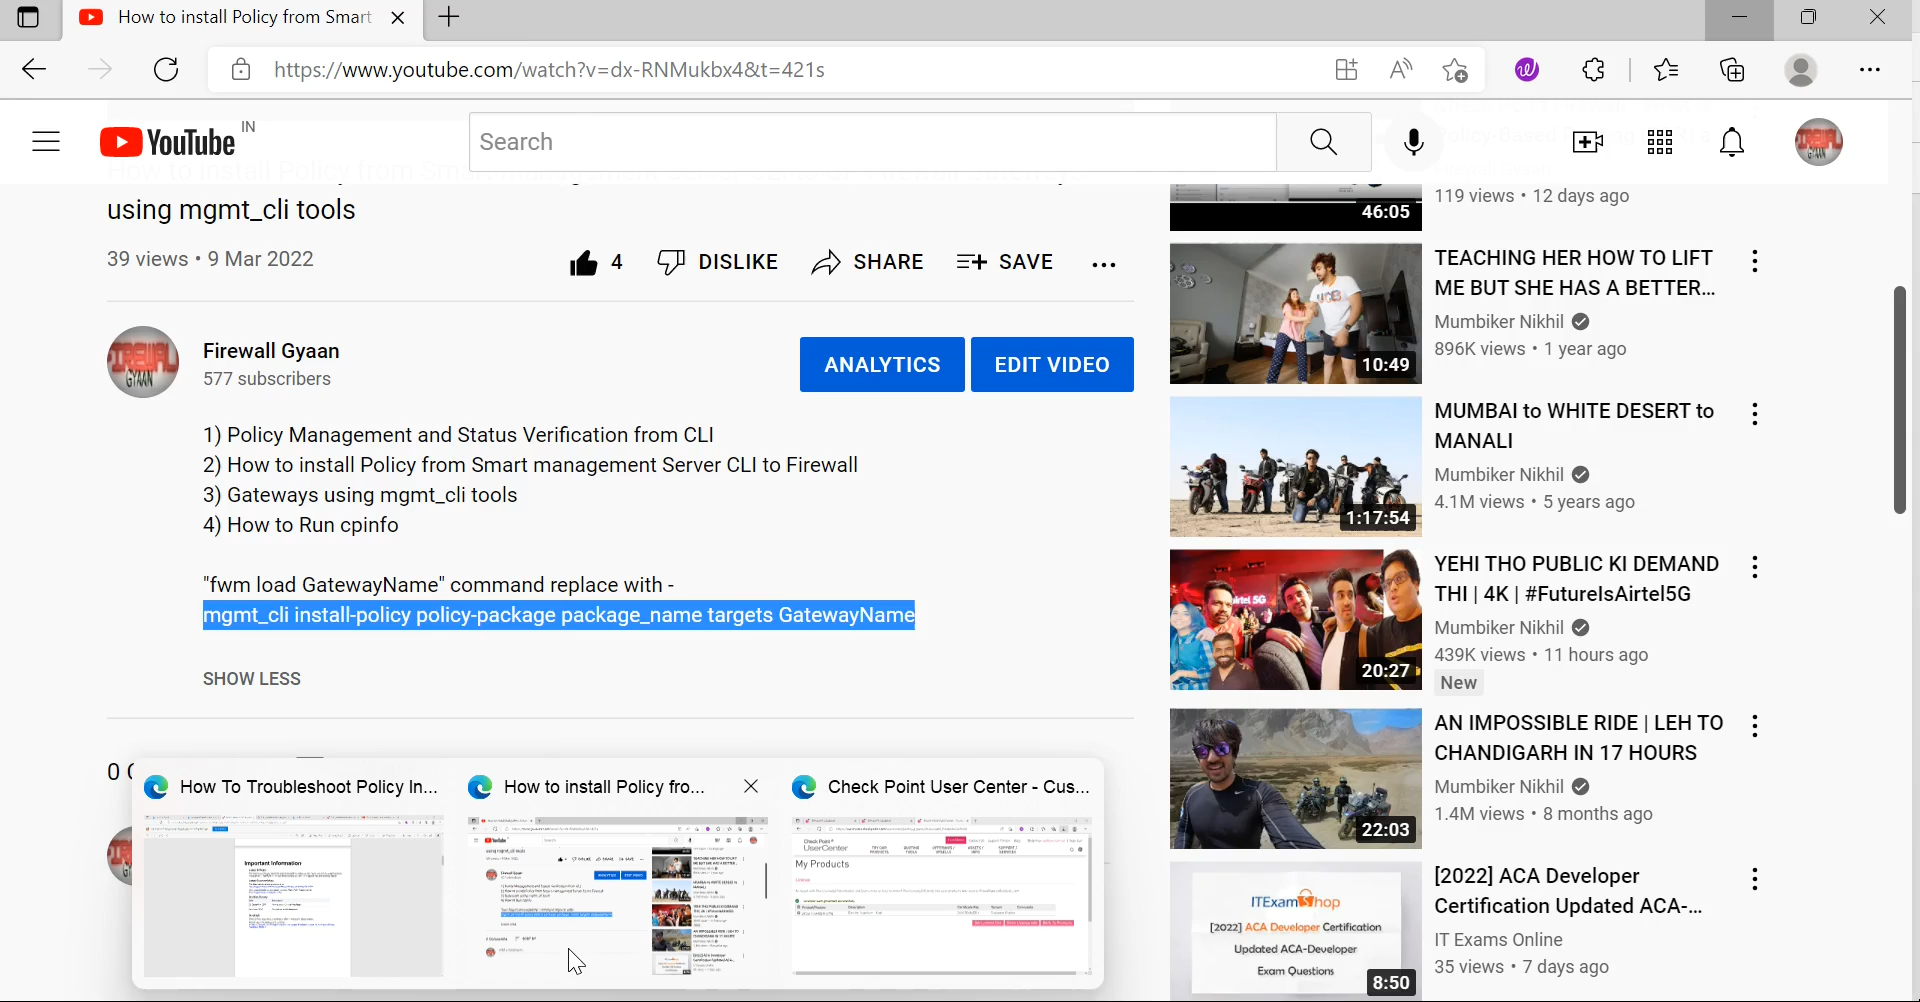 How to install Policy from Smart
https://www.youtube.com/watch?v=dx-RNMukbx4&t=421s
YouTube IN
Search
using mgmt_cli tools
39 views • 9 Mar 2022
4 DISLIKE SHARE SAVE
Firewall Gyaan
577 subscribers
ANALYTICS
EDIT VIDEO
1) Policy Management and Status Verification from CLI
2) How to install Policy from Smart management Server CLI to Firewall
3) Gateways using mgmt_cli tools
4) How to Run cpinfo
"fwm load GatewayName" command replace with -
mgmt_cli install-policy policy-package package_name targets GatewayName
SHOW LESS
46:05
119 views • 12 days ago
TEACHING HER HOW TO LIFT
ME BUT SHE HAS A BETTER...
Mumbiker Nikhil
896K views • 1 year ago
10:49
MUMBAI to WHITE DESERT to
MANALI
Mumbiker Nikhil
4.1M views • 5 years ago
1:17:54
YEHI THO PUBLIC KI DEMAND
THI | 4K | #FutureIsAirtel5G
Mumbiker Nikhil
439K views • 11 hours ago
New
20:27
AN IMPOSSIBLE RIDE | LEH TO
CHANDIGARH IN 17 HOURS
Mumbiker Nikhil
1.4M views • 8 months ago
22:03
[2022] ACA Developer
Certification Updated ACA-...
IT Exams Online
35 views • 7 days ago
ITExamShop
[2022] ACA Developer Certification
Updated ACA-Developer
Exam Questions
8:50
How To Troubleshoot Policy In...
How to install Policy fro...
Check Point User Center - Cus...
Important Information
Check Point
UserCenter
My Products